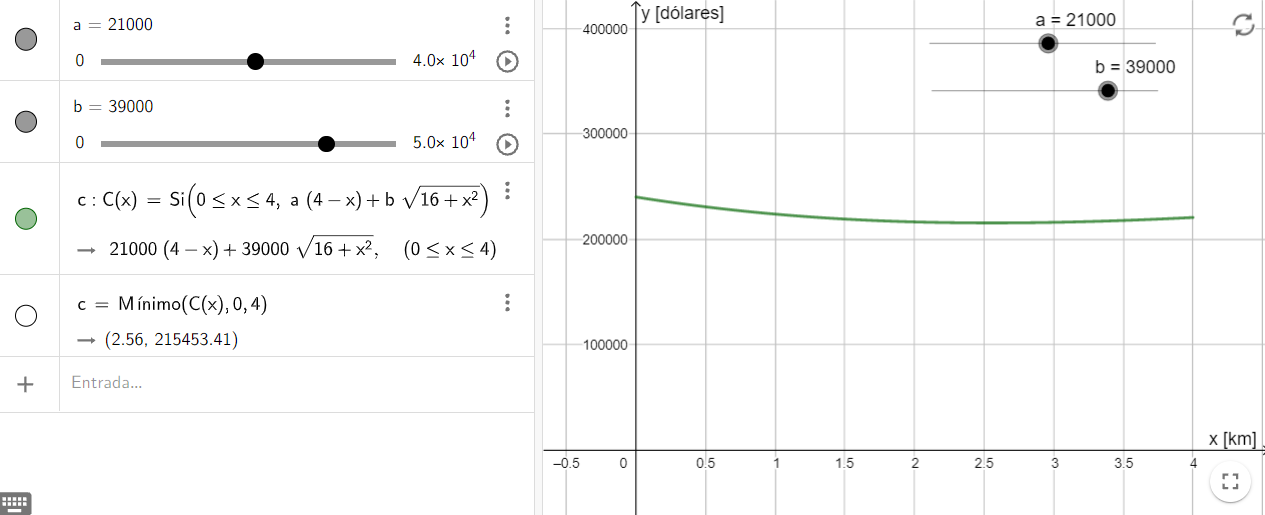 a = 21000
0 4.0× 10⁴
b = 39000
0 5.0× 10⁴
c : C(x) = Si(0 ≤ x ≤ 4, a (4 − x) + b √(16 + x²))
→ 21000 (4 − x) + 39000 √(16 + x²), (0 ≤ x ≤ 4)
c = Mínimo(C(x), 0, 4)
→ (2.56, 215453.41)
+ Entrada...
y [dólares]
a = 21000
b = 39000
400000
300000
200000
100000
x [km]
−0.5 0 0.5 1 1.5 2 2.5 3 3.5 4